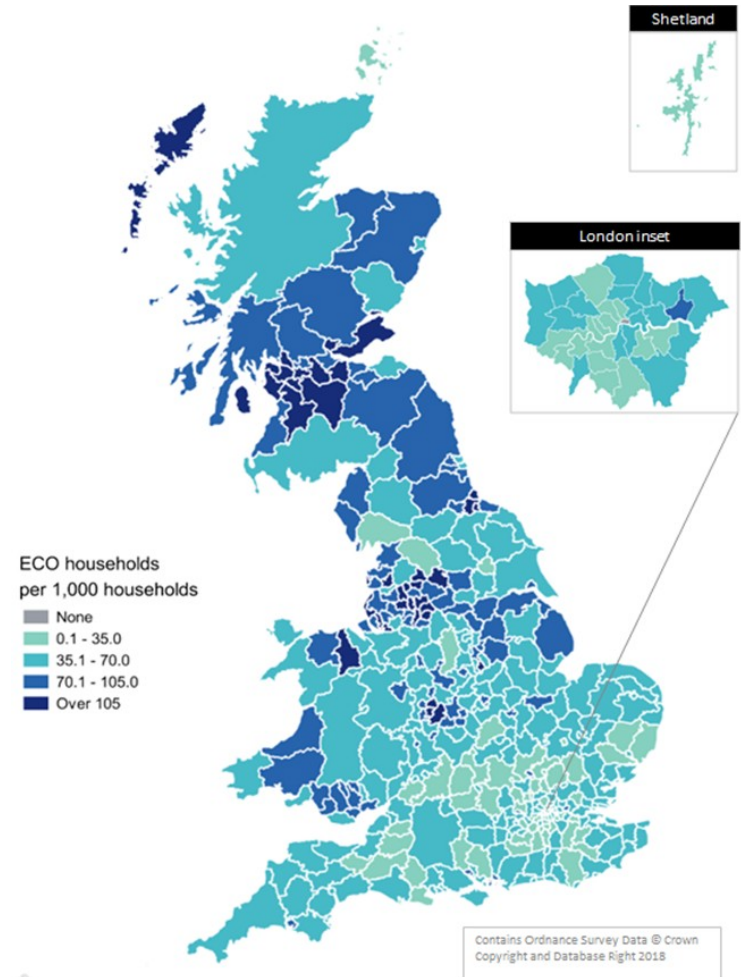 Shetland
London inset
ECO households
per 1,000 households
None
0.1 - 35.0
35.1 - 70.0
70.1 - 105.0
Over 105
Contains Ordnance Survey Data © Crown
Copyright and Database Right 2018